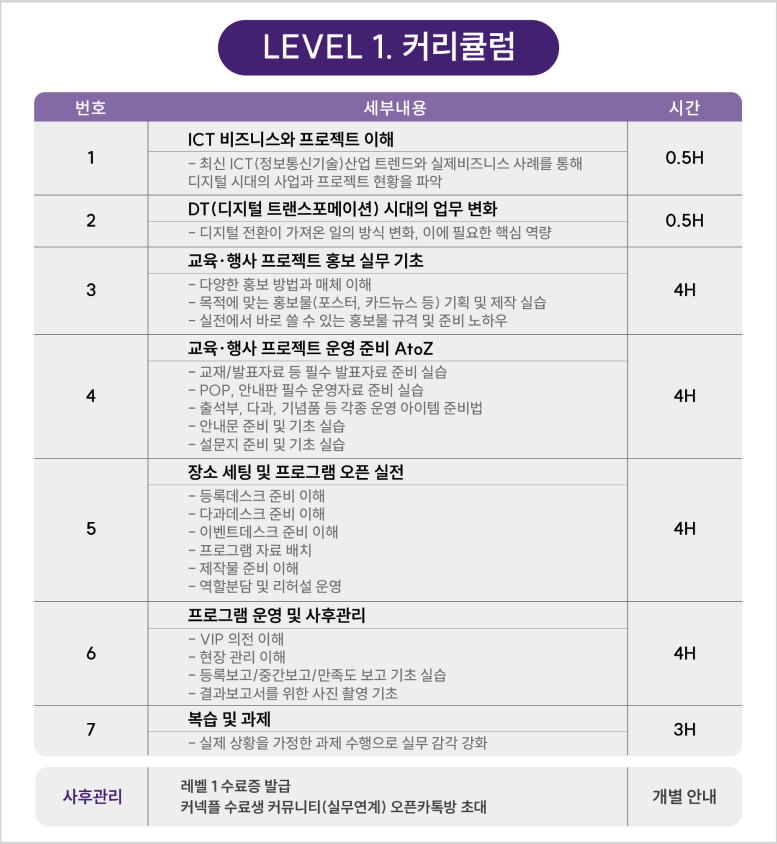 LEVEL 1. 커리큘럼
번호 세부내용 시간
1
ICT 비즈니스와 프로젝트 이해
- 최신 ICT(정보통신기술)산업 트렌드와 실제비즈니스 사례를 통해
디지털 시대의 사업과 프로젝트 현황을 파악
0.5H
2
DT(디지털 트랜스포메이션) 시대의 업무 변화
- 디지털 전환이 가져온 일의 방식 변화, 이에 필요한 핵심 역량
0.5H
3
교육·행사 프로젝트 홍보 실무 기초
- 다양한 홍보 방법과 매체 이해
- 목적에 맞는 홍보물(포스터, 카드뉴스 등) 기획 및 제작 실습
- 실전에서 바로 쓸 수 있는 홍보물 규격 및 준비 노하우
4H
4
교육·행사 프로젝트 운영 준비 AtoZ
- 교재/발표자료 등 필수 발표자료 준비 실습
- POP, 안내판 필수 운영자료 준비 실습
- 출석부, 다과, 기념품 등 각종 운영 아이템 준비법
- 안내문 준비 및 기초 실습
- 설문지 준비 및 기초 실습
4H
5
장소 세팅 및 프로그램 오픈 실전
- 등록데스크 준비 이해
- 다과데스크 준비 이해
- 이벤트데스크 준비 이해
- 프로그램 자료 배치
- 제작물 준비 이해
- 역할분담 및 리허설 운영
4H
6
프로그램 운영 및 사후관리
- VIP 의전 이해
- 현장 관리 이해
- 등록보고/중간보고/만족도 보고 기초 실습
- 결과보고서를 위한 사진 촬영 기초
4H
7
복습 및 과제
- 실제 상황을 가정한 과제 수행으로 실무 감각 강화
3H
사후관리
레벨 1 수료증 발급
커넥플 수료생 커뮤니티(실무연계) 오픈카톡방 초대
개별 안내